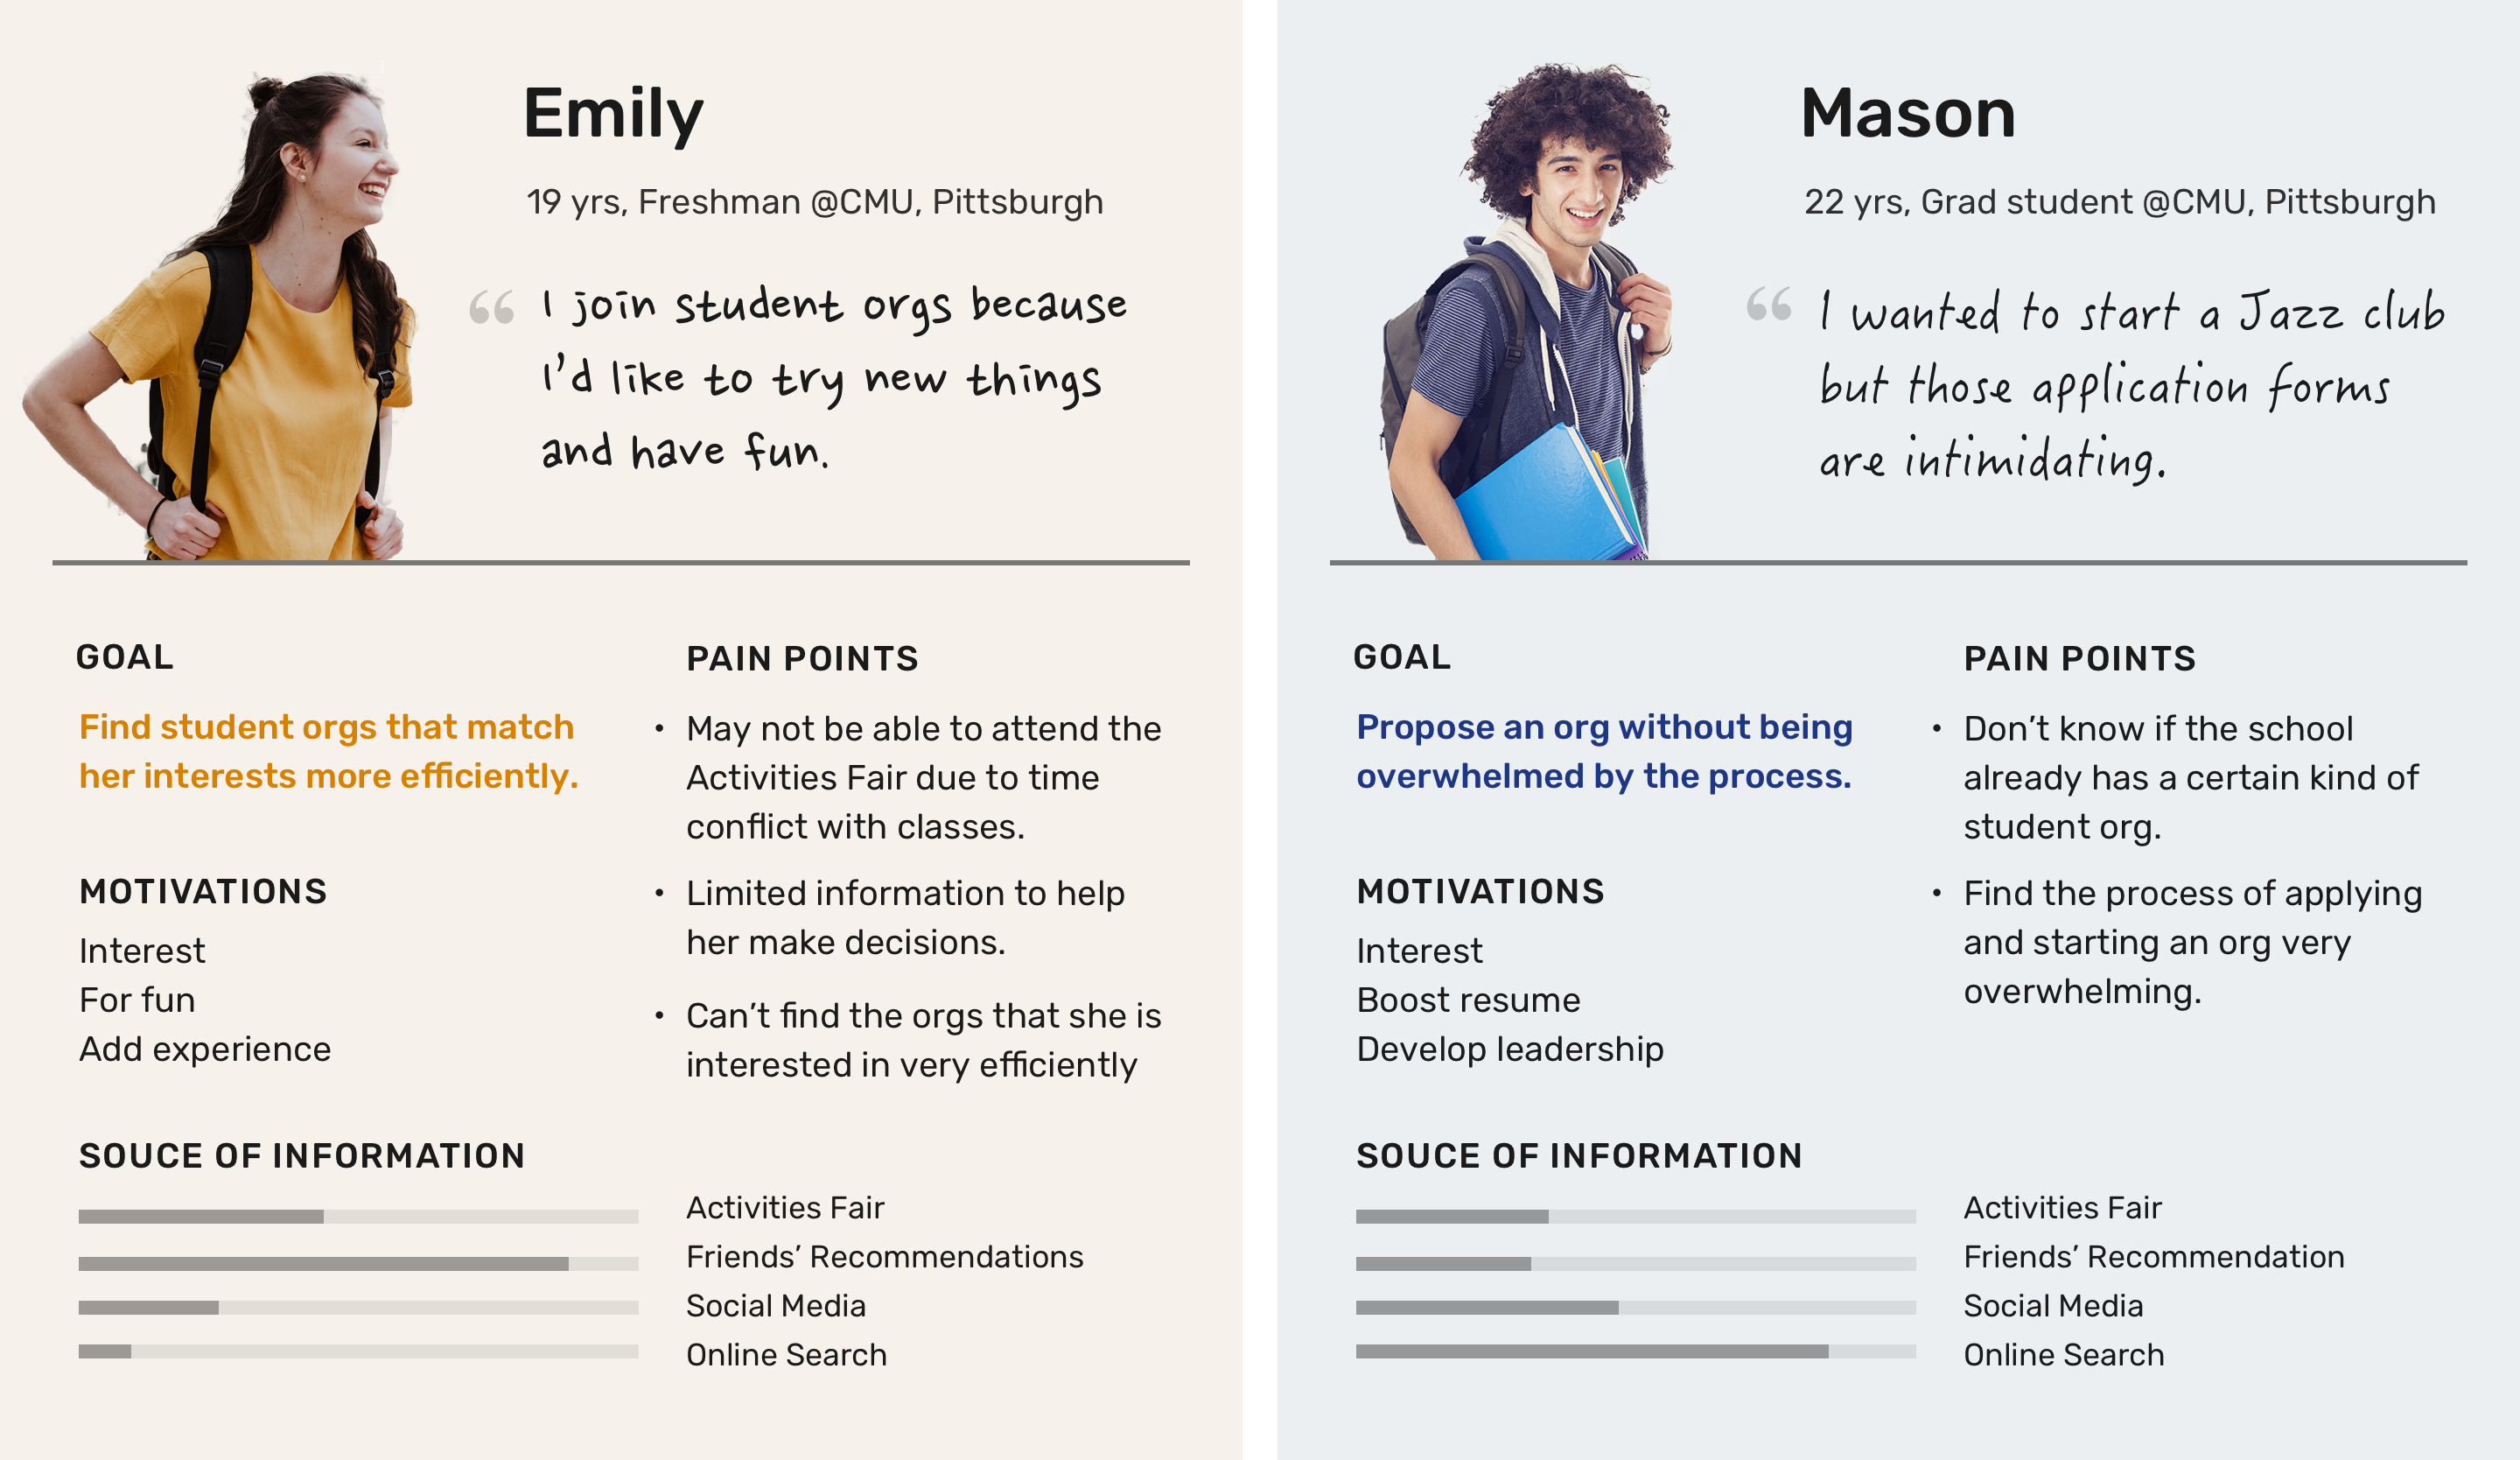 Emily
19 yrs, Freshman @CMU, Pittsburgh
“ I join student orgs because
I’d like to try new things
and have fun.
GOAL
Find student orgs that match
her interests more efficiently.
MOTIVATIONS
Interest
For fun
Add experience
PAIN POINTS
• May not be able to attend the
Activities Fair due to time
conflict with classes.
• Limited information to help
her make decisions.
• Can’t find the orgs that she is
interested in very efficiently
SOUCE OF INFORMATION
Activities Fair
Friends’ Recommendations
Social Media
Online Search
Mason
22 yrs, Grad student @CMU, Pittsburgh
“ I wanted to start a Jazz club
but those application forms
are intimidating.
GOAL
Propose an org without being
overwhelmed by the process.
MOTIVATIONS
Interest
Boost resume
Develop leadership
PAIN POINTS
• Don’t know if the school
already has a certain kind of
student org.
• Find the process of applying
and starting an org very
overwhelming.
SOUCE OF INFORMATION
Activities Fair
Friends’ Recommendation
Social Media
Online Search